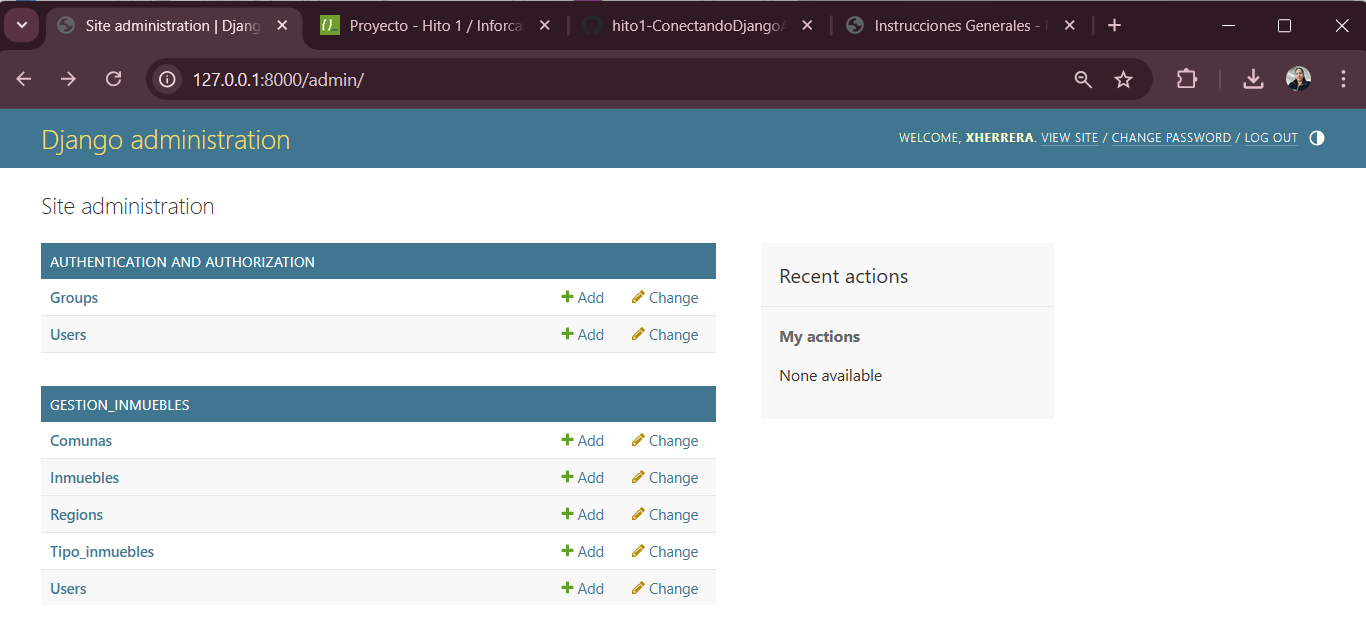 Site administration | Djang
Proyecto - Hito 1 / Inforca
hito1-ConectandoDjango
Instrucciones Generales -
127.0.0.1:8000/admin/
Django administration
WELCOME, XHERRERA. VIEW SITE / CHANGE PASSWORD / LOG OUT
Site administration
AUTHENTICATION AND AUTHORIZATION
Groups Add Change
Users Add Change
GESTION_INMUEBLES
Comunas Add Change
Inmuebles Add Change
Regions Add Change
Tipo_inmuebles Add Change
Users Add Change
Recent actions
My actions
None available